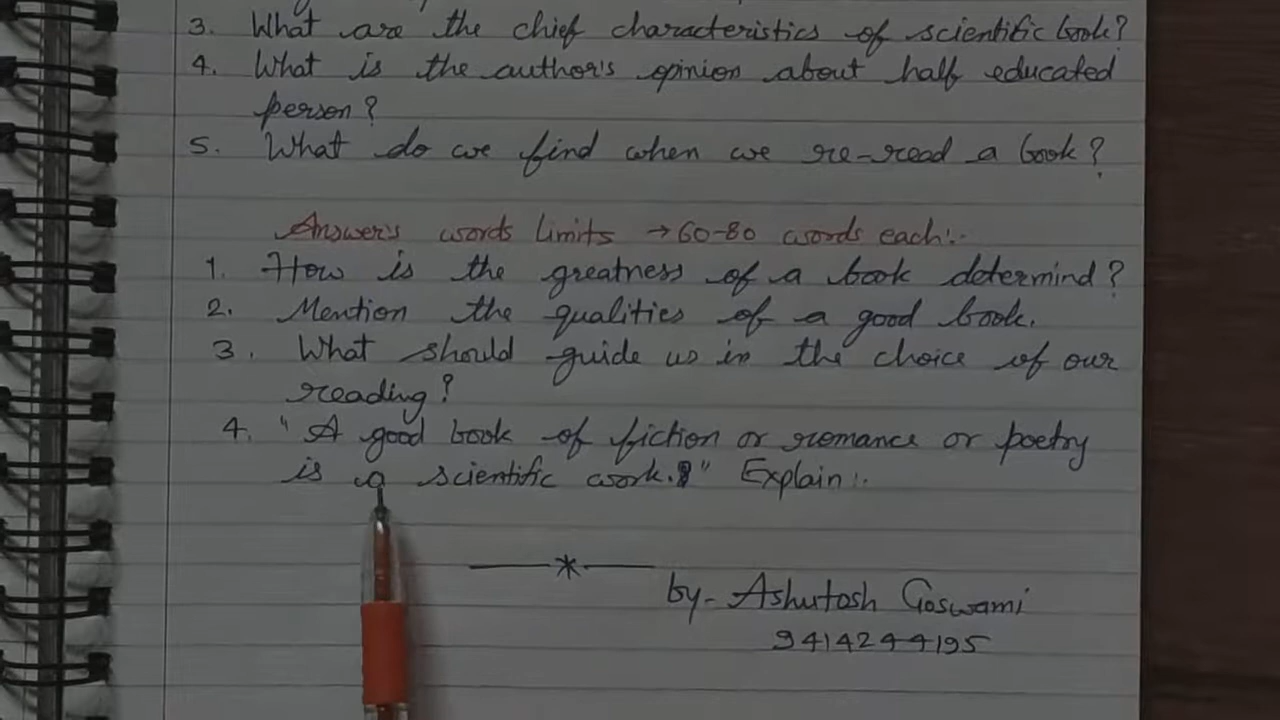 3. What are the chief characteristics of scientific book?
4. What is the author's opinion about half educated
person?
5. What do we find when we re-read a book?
Answer's words limits → 60-80 words each:-
1. How is the greatness of a book determind?
2. Mention the qualities of a good book.
3. What should guide us in the choice of our
reading?
4. "A good book of fiction or romance or poetry
is a scientific work." Explain:-
by- Ashutosh Goswami
9414244195